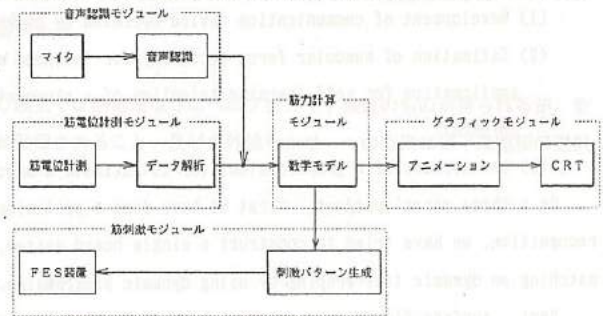 音声認識モジュール
マイク
音声認識
筋電位計測モジュール
筋電位計測
データ解析
筋力計算
モジュール
数学モデル
グラフィックモジュール
アニメーション
CRT
筋刺激モジュール
FES装置
刺激パターン生成